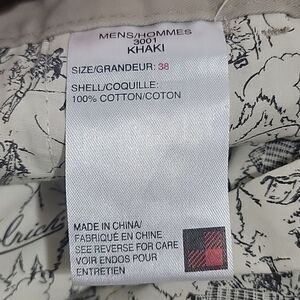 MENS/HOMMES
3001
KHAKI
SIZE/GRANDEUR: 38
SHELL/COQUILLE:
100% COTTON/COTON
MADE IN CHINA/
FABRIQUÉ EN CHINE
SEE REVERSE FOR CARE
VOIR ENDOS POUR
ENTRETIEN